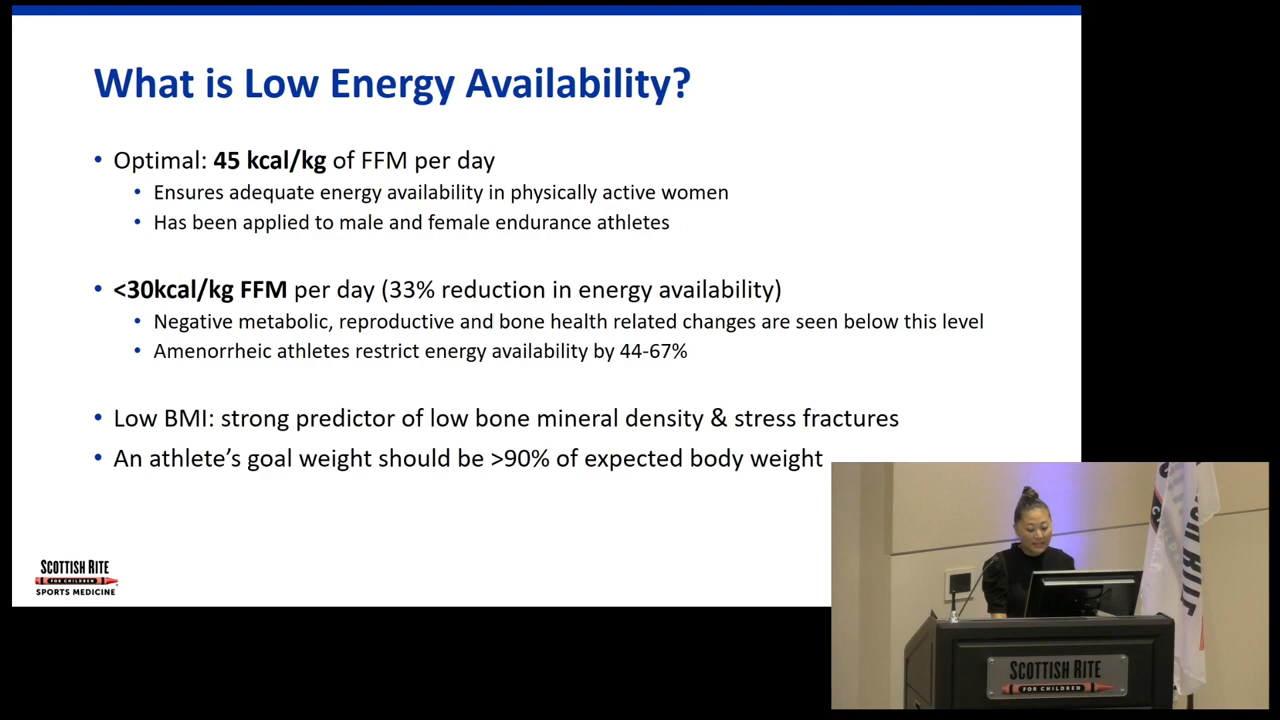 What is Low Energy Availability?
• Optimal: 45 kcal/kg of FFM per day
• Ensures adequate energy availability in physically active women
• Has been applied to male and female endurance athletes
• <30kcal/kg FFM per day (33% reduction in energy availability)
• Negative metabolic, reproductive and bone health related changes are seen below this level
• Amenorrheic athletes restrict energy availability by 44-67%
• Low BMI: strong predictor of low bone mineral density & stress fractures
• An athlete's goal weight should be >90% of expected body weight
SCOTTISH RITE
FOR CHILDREN
SPORTS MEDICINE
SCOTTISH RITE
FOR CHILDREN